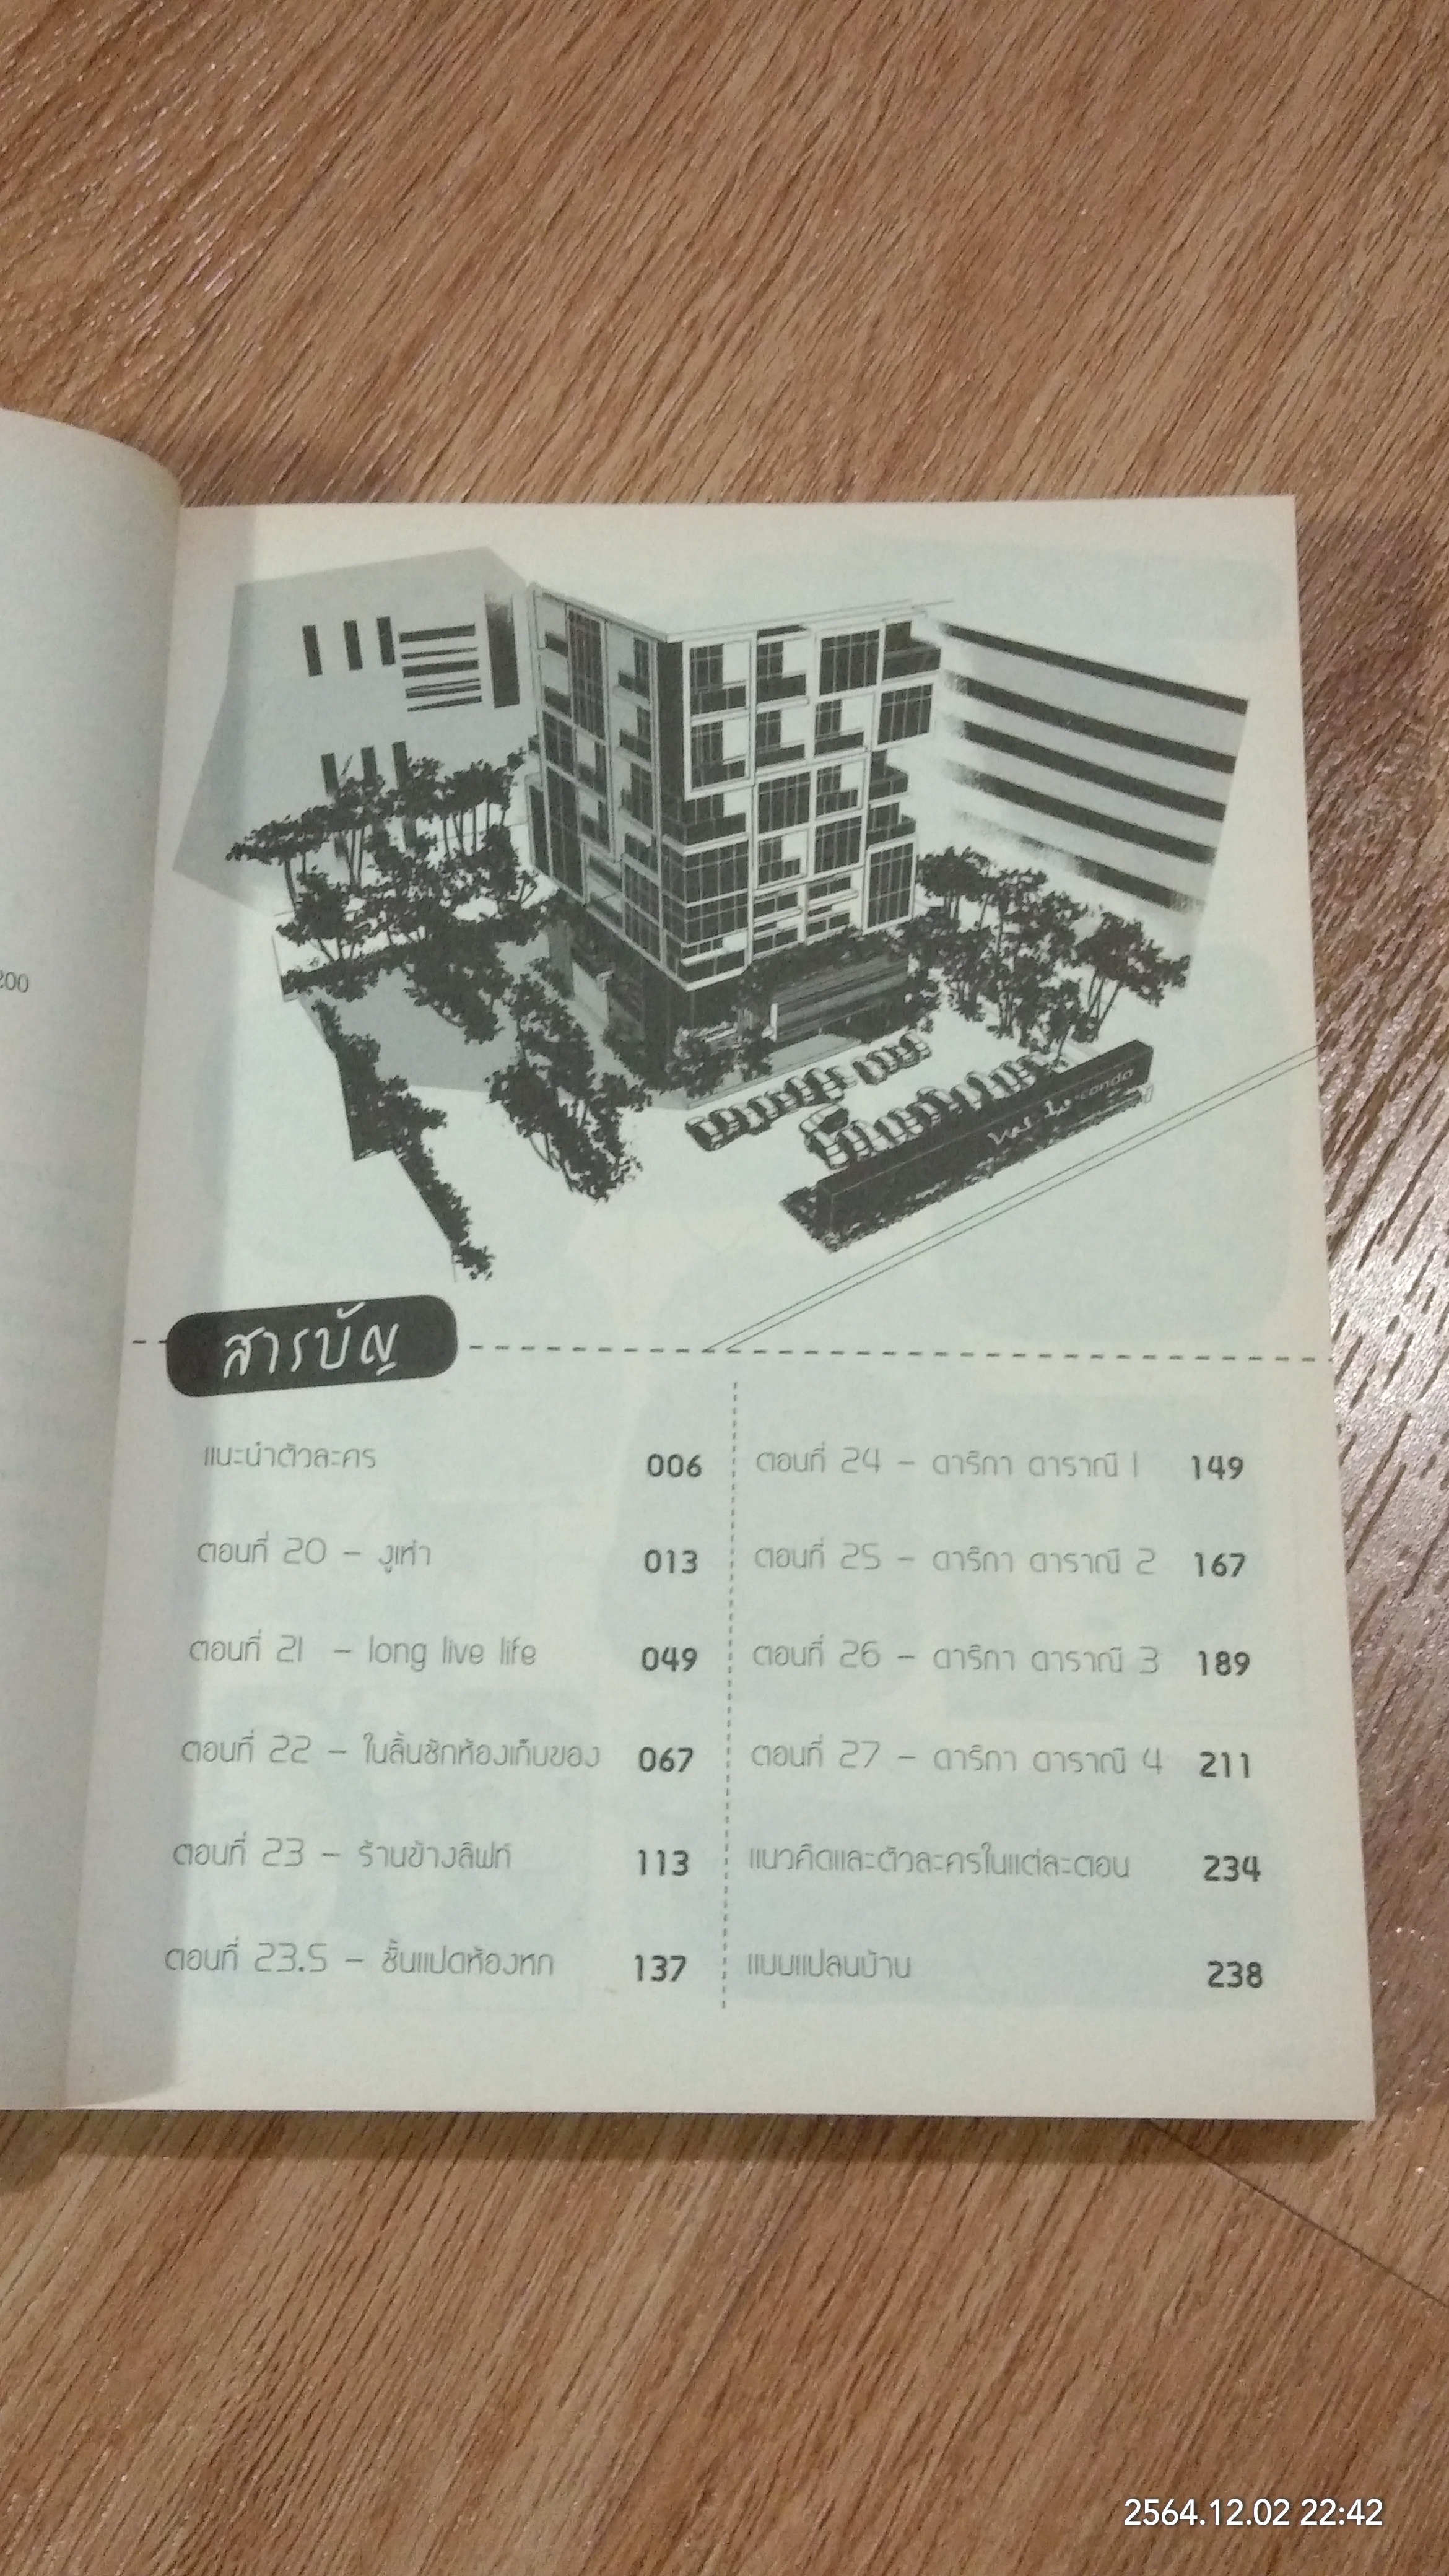 200
สารบัญ
แนะนำตัวละคร 006
ตอนที่ 20 – งูเห่า 013
ตอนที่ 21 – long live life 049
ตอนที่ 22 – ในลิ้นชักห้องเก็บของ 067
ตอนที่ 23 – ร้านข้างลิฟท์ 113
ตอนที่ 23.5 – ชั้นแปดห้องหก 137
ตอนที่ 24 – ดาริกา ดาราณี 1 149
ตอนที่ 25 – ดาริกา ดาราณี 2 167
ตอนที่ 26 – ดาริกา ดาราณี 3 189
ตอนที่ 27 – ดาริกา ดาราณี 4 211
แนวคิดและตัวละครในแต่ละตอน 234
แบบแปลนบ้าน 238
2564.12.02 22:42